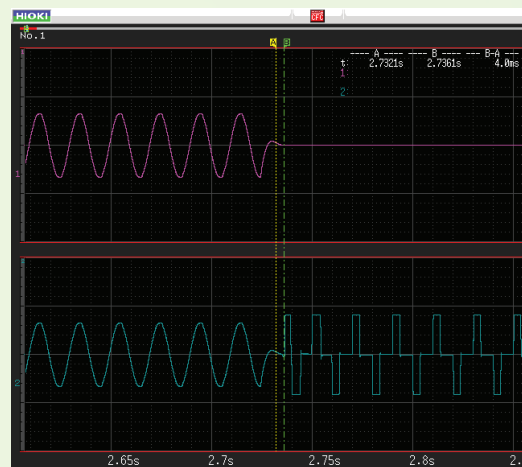 HIOKI
A CFC A
No.1
A B
---- A ---- ---- B ---- ---- B-A ----
t: 2.7321s 2.7361s 4.0ms
1:
2:
1
2
2.65s 2.7s 2.75s 2.8s 2.